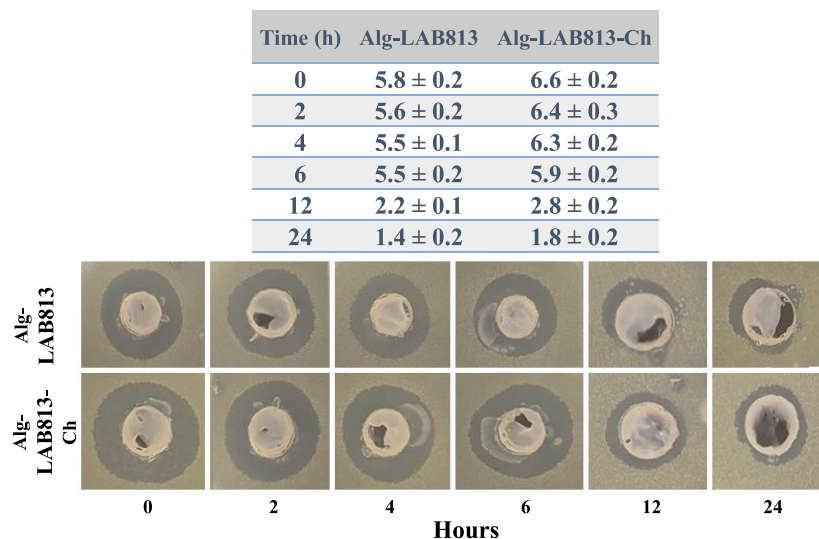 Time (h) Alg-LAB813 Alg-LAB813-Ch
0 5.8 ± 0.2 6.6 ± 0.2
2 5.6 ± 0.2 6.4 ± 0.3
4 5.5 ± 0.1 6.3 ± 0.2
6 5.5 ± 0.2 5.9 ± 0.2
12 2.2 ± 0.1 2.8 ± 0.2
24 1.4 ± 0.2 1.8 ± 0.2
Alg-
LAB813
Alg-
LAB813-
Ch
0 2 4 6 12 24
Hours